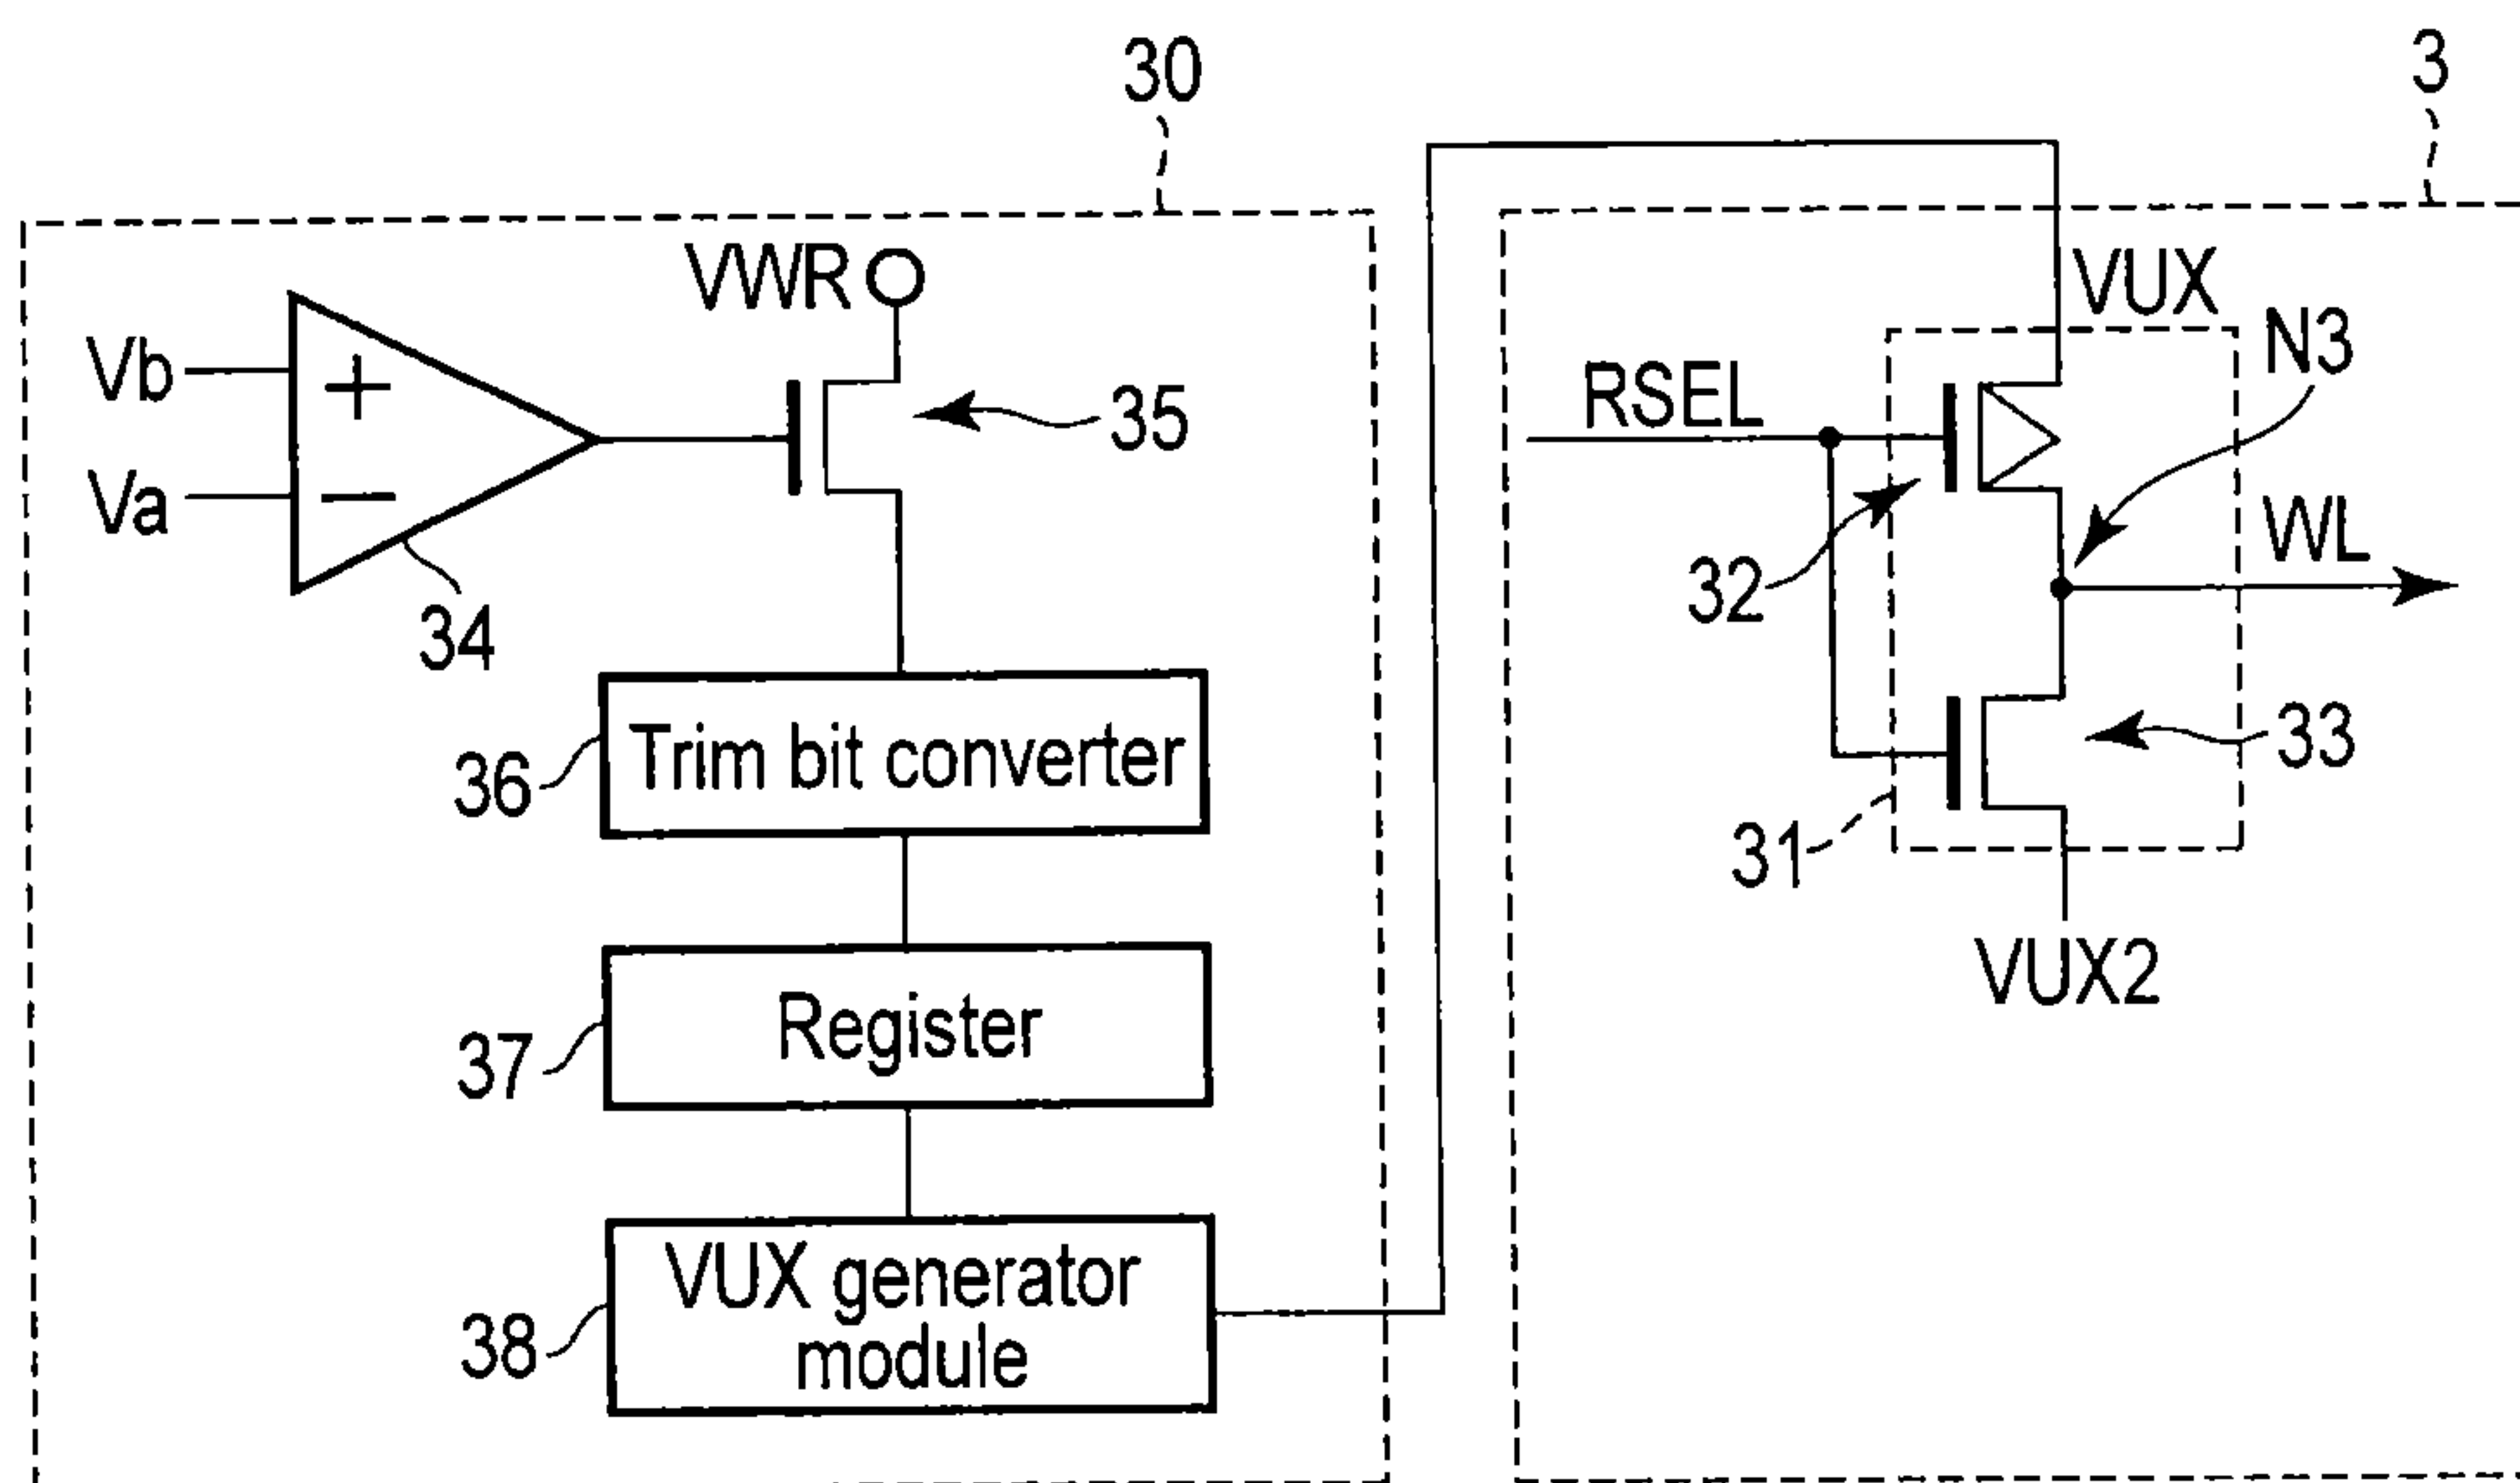 30
3
VWR
VUX
N3
Vb
+
RSEL
35
Va
−
WL
32
34
Trim bit converter
36
33
31
VUX2
Register
37
VUX generator
module
38